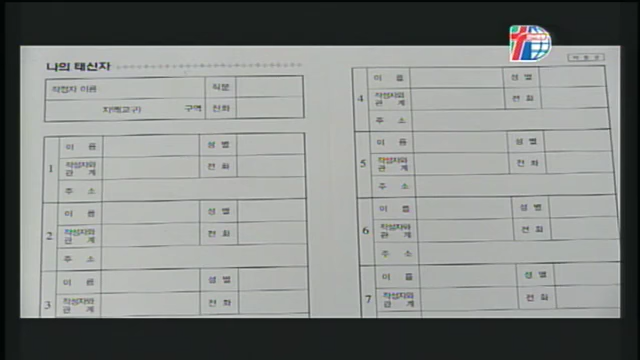 나의 태신자
작정자 이름 직분
지역(교구) 구역 전화
1 이 름 성 별
작성자와 관 계 전 화
주 소
2 이 름 성 별
작성자와 관 계 전 화
주 소
3 이 름 성 별
작성자와 관 계 전 화
4 이 름 성 별
작성자와 관 계 전 화
주 소
5 이 름 성 별
작성자와 관 계 전 화
주 소
6 이 름 성 별
작성자와 관 계 전 화
주 소
7 이 름 성 별
작성자와 관 계 전 화